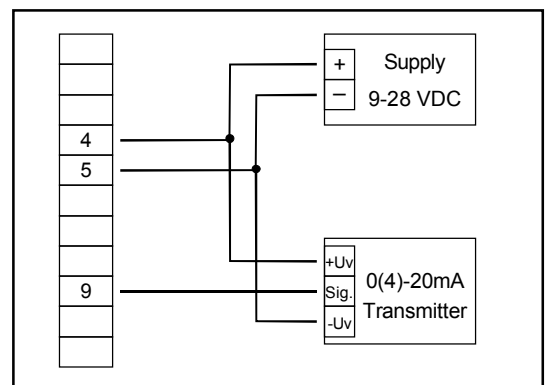 + Supply
– 9-28 VDC
4
5
+Uv
9
Sig. 0(4)-20mA
Transmitter
-Uv